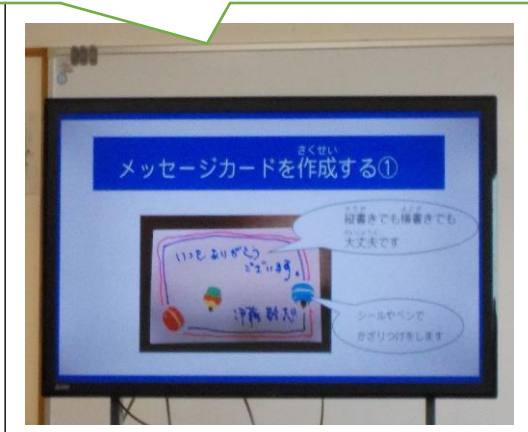 さくせい
メッセージカードを作成する①
縦書きでも横書きでも
大丈夫です
いつもありがとう
ございます。
シールやペンで
かざりつけをします